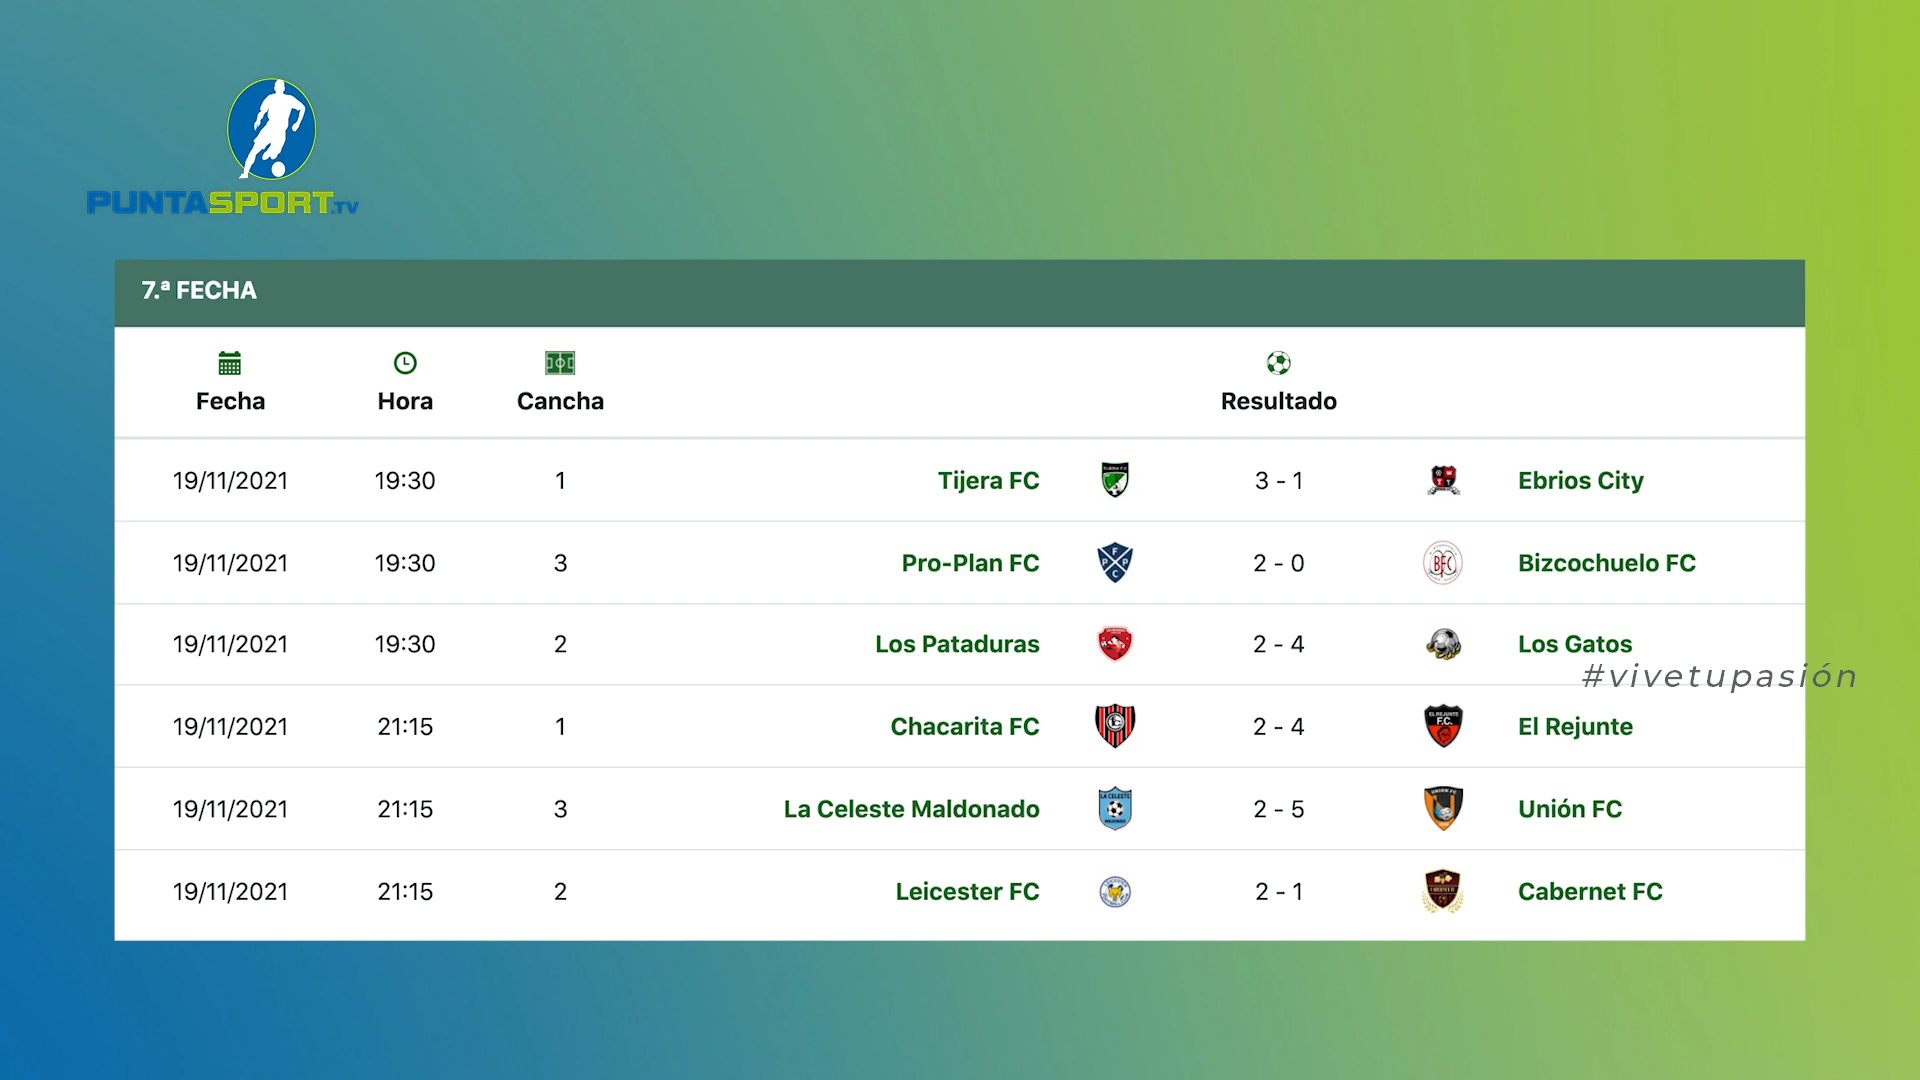 PUNTASPORT.TV
7.ª FECHA
Fecha Hora Cancha Resultado
19/11/2021 19:30 1 Tijera FC 3 - 1 Ebrios City
19/11/2021 19:30 3 Pro-Plan FC 2 - 0 Bizcochuelo FC
19/11/2021 19:30 2 Los Pataduras 2 - 4 Los Gatos
#vivetupasión
19/11/2021 21:15 1 Chacarita FC 2 - 4 El Rejunte
19/11/2021 21:15 3 La Celeste Maldonado 2 - 5 Unión FC
19/11/2021 21:15 2 Leicester FC 2 - 1 Cabernet FC